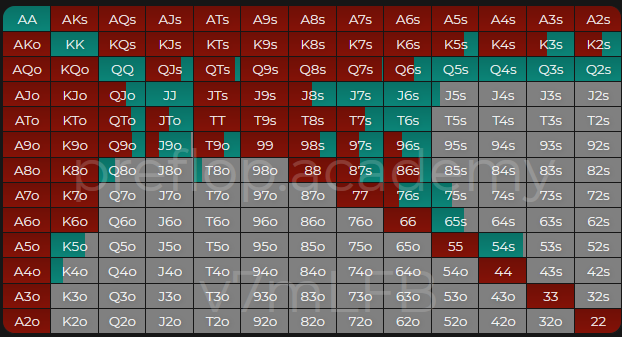 AA AKs AQs AJs ATs A9s A8s A7s A6s A5s A4s A3s A2s
AKo KK KQs KJs KTs K9s K8s K7s K6s K5s K4s K3s K2s
AQo KQo QQ QJs QTs Q9s Q8s Q7s Q6s Q5s Q4s Q3s Q2s
AJo KJo QJo JJ JTs J9s J8s J7s J6s J5s J4s J3s J2s
ATo KTo QTo JTo TT T9s T8s T7s T6s T5s T4s T3s T2s
A9o K9o Q9o J9o T9o 99 98s 97s 96s 95s 94s 93s 92s
A8o K8o Q8o J8o T8o 98o 88 87s 86s 85s 84s 83s 82s
preflop.academy
A7o K7o Q7o J7o T7o 97o 87o 77 76s 75s 74s 73s 72s
A6o K6o Q6o J6o T6o 96o 86o 76o 66 65s 64s 63s 62s
A5o K5o Q5o J5o T5o 95o 85o 75o 65o 55 54s 53s 52s
A4o K4o Q4o J4o T4o 94o 84o 74o 64o 54o 44 43s 42s
v7mLFB
A3o K3o Q3o J3o T3o 93o 83o 73o 63o 53o 43o 33 32s
A2o K2o Q2o J2o T2o 92o 82o 72o 62o 52o 42o 32o 22